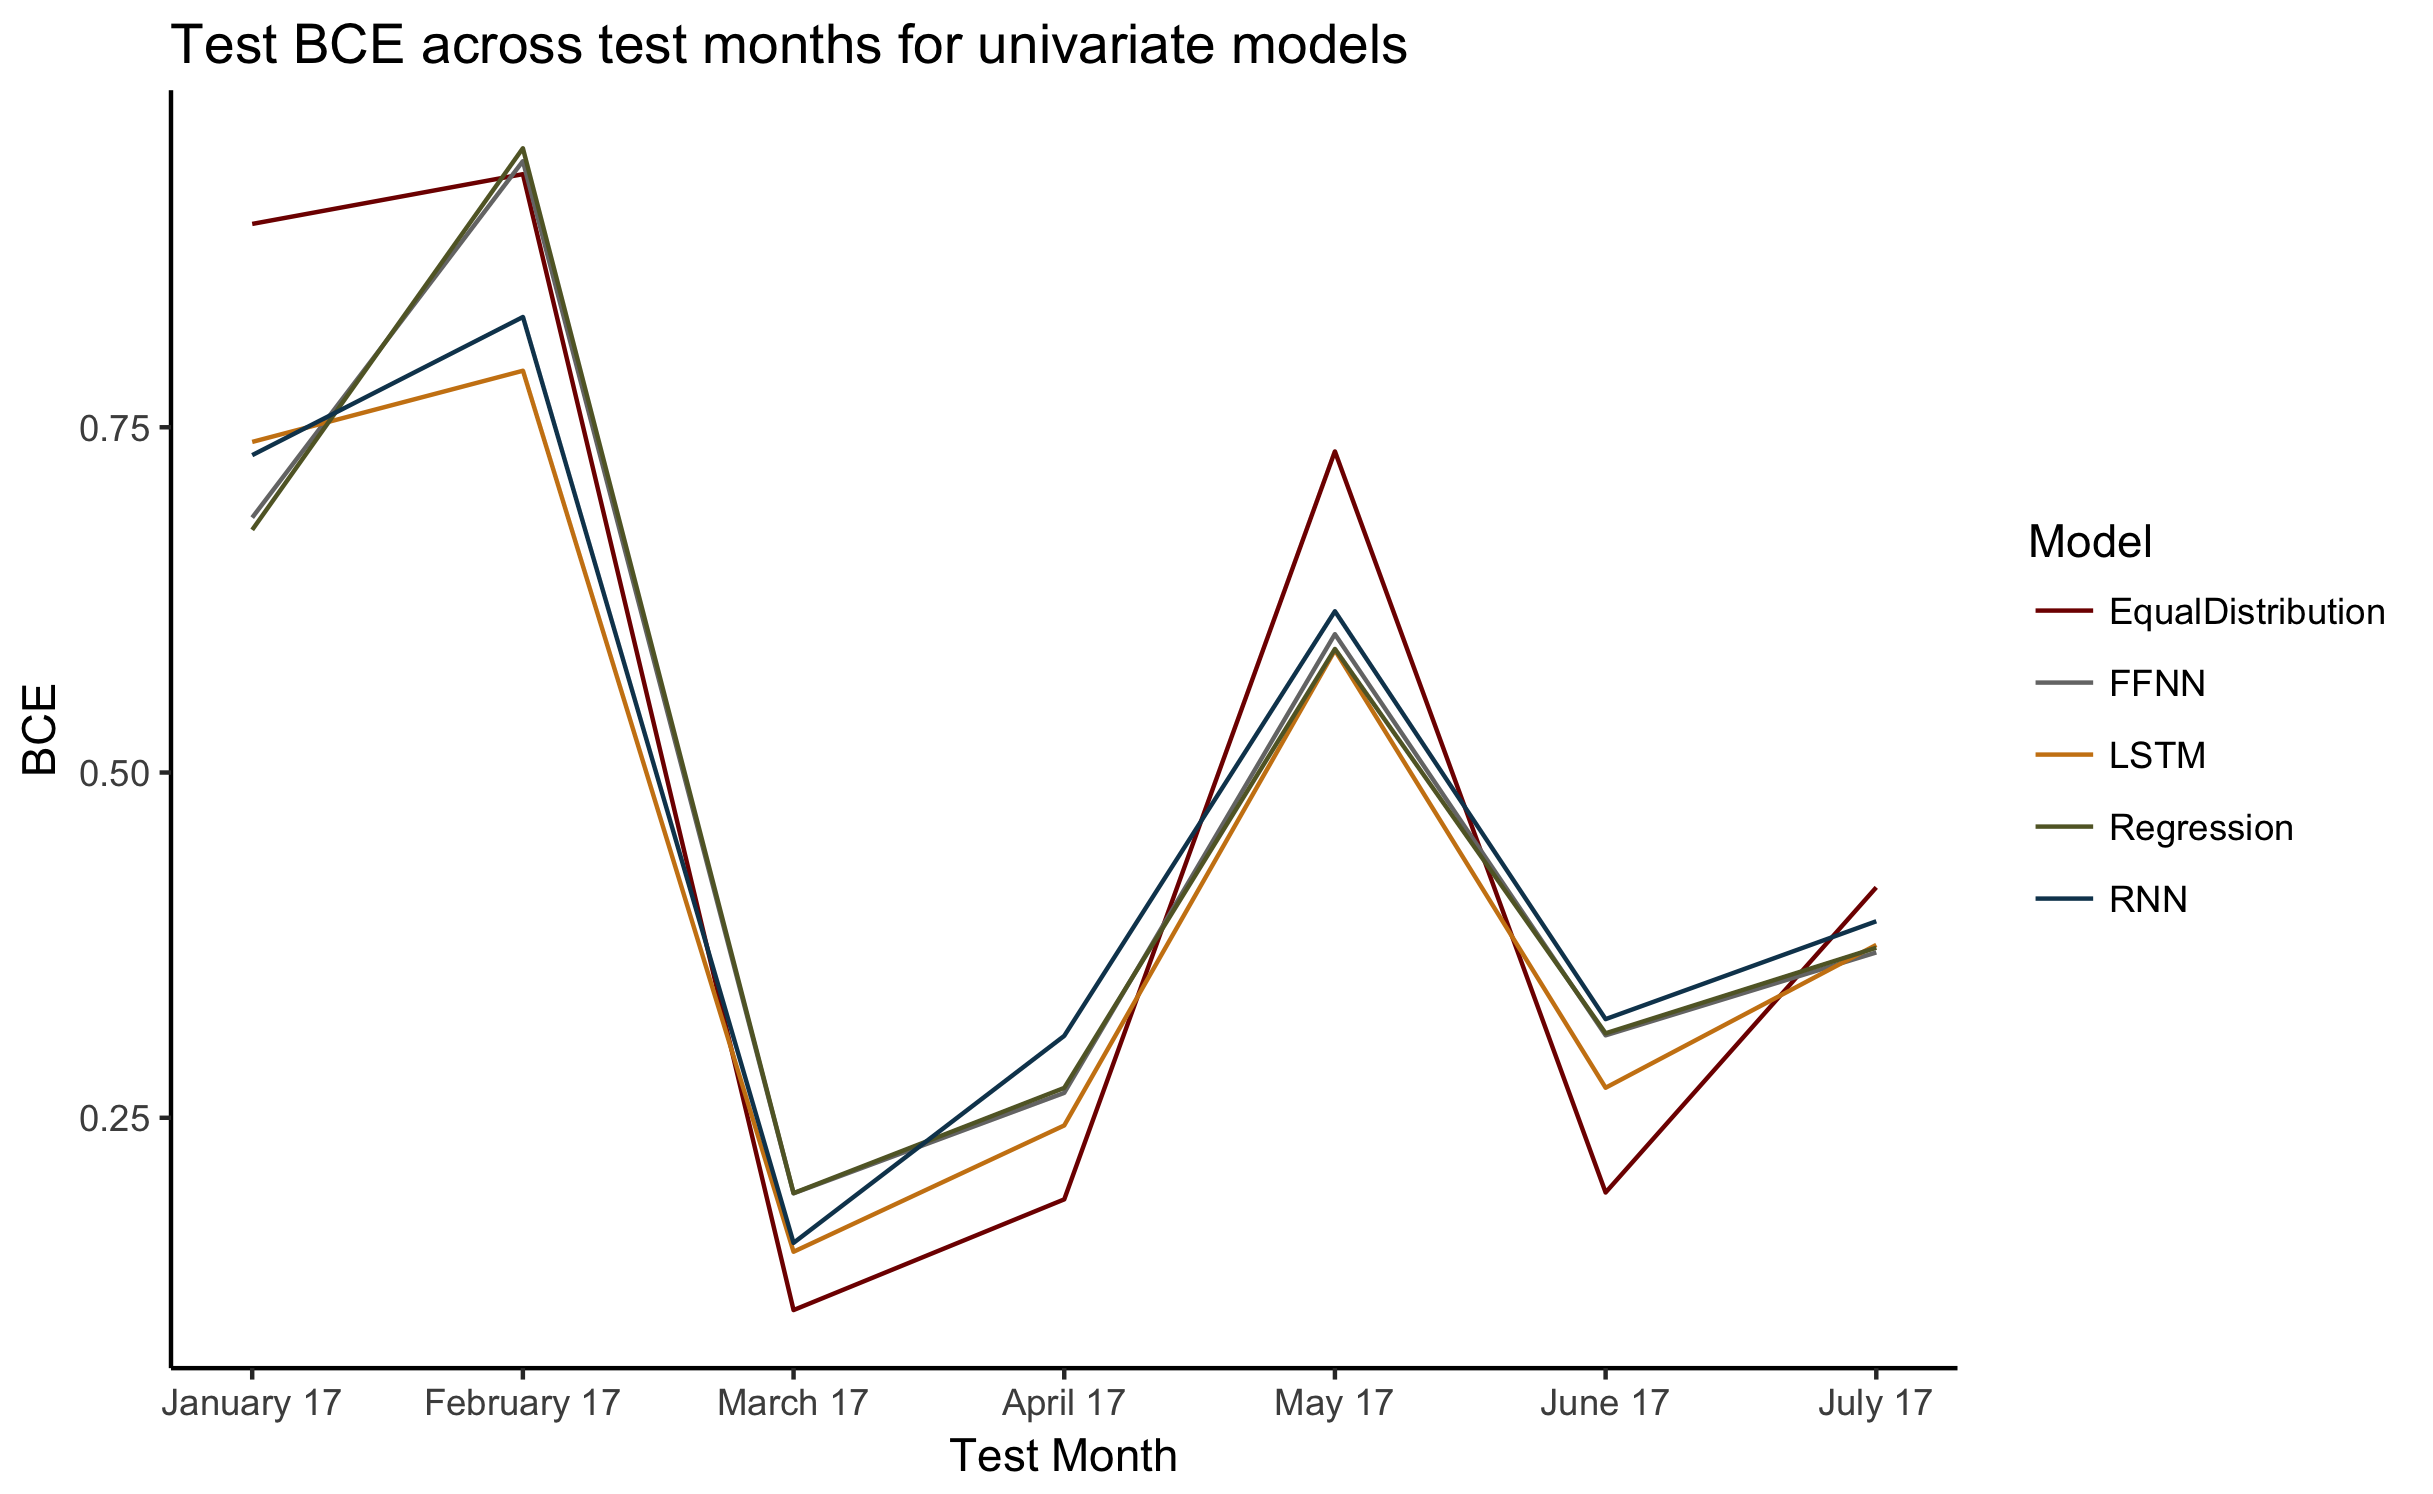 Test BCE across test months for univariate models
BCE
0.75
0.50
0.25
January 17
February 17
March 17
April 17
May 17
June 17
July 17
Test Month
Model
EqualDistribution
FFNN
LSTM
Regression
RNN